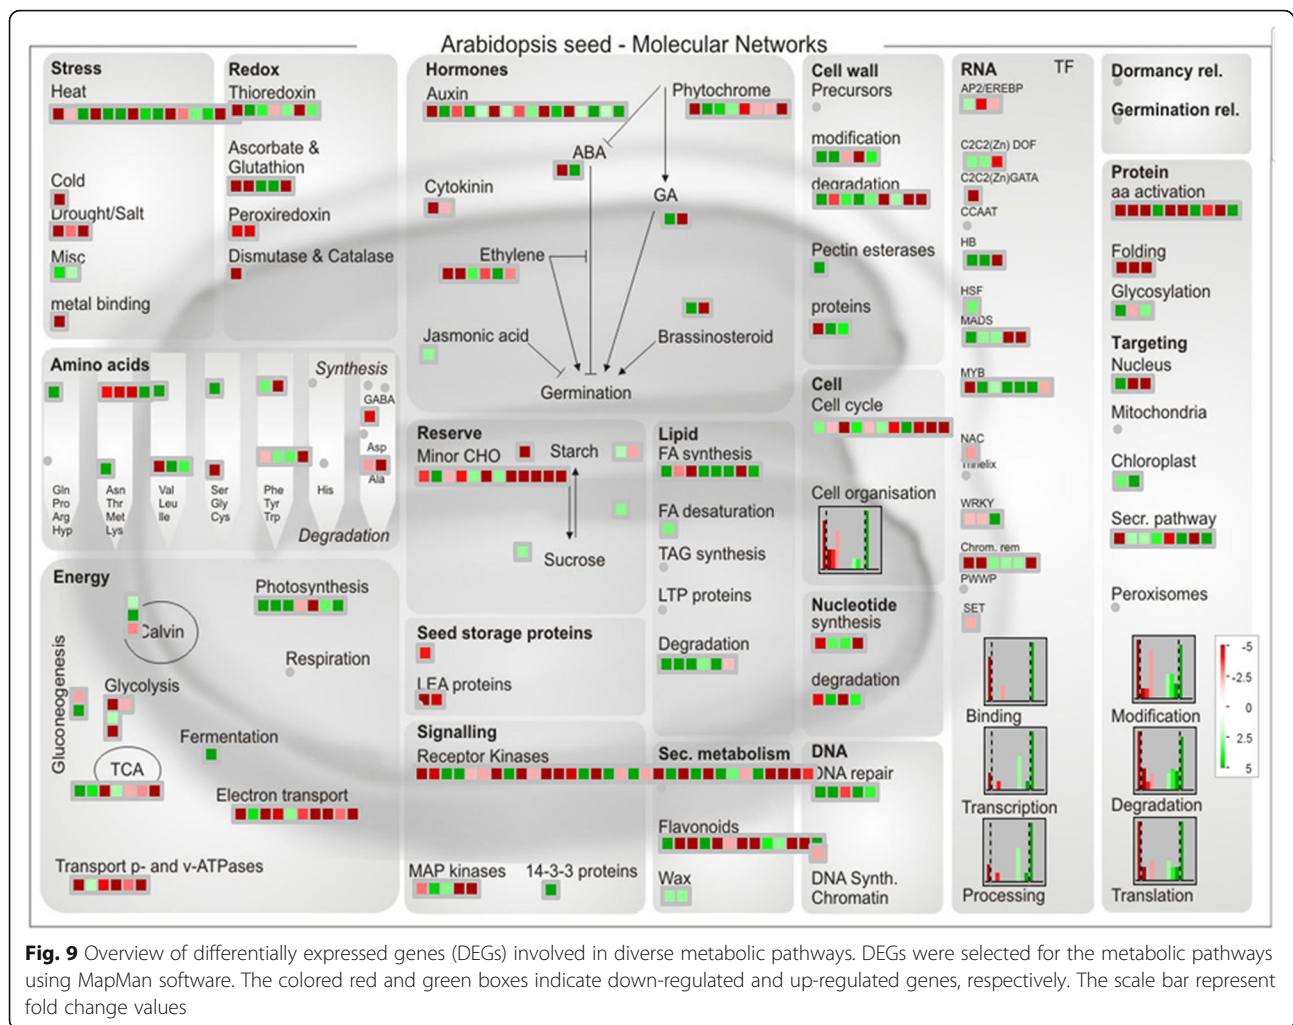 Arabidopsis seed - Molecular Networks
Stress
Heat
Cold
Drought/Salt
Misc
metal binding
Redox
Thioredoxin
Ascorbate &
Glutathion
Peroxiredoxin
Dismutase & Catalase
Hormones
Auxin
Phytochrome
ABA
Cytokinin
GA
Ethylene
Jasmonic acid
Brassinosteroid
Germination
Cell wall
Precursors
modification
degradation
Pectin esterases
proteins
RNA
TF
AP2/EREBP
C2C2(Zn) DOF
C2C2(Zn)GATA
CCAAT
HB
HSF
MADS
MYB
NAC
Trihelix
WRKY
Chrom. rem
PWWP
SET
Binding
Transcription
Processing
Dormancy rel.
Germination rel.
Protein
aa activation
Folding
Glycosylation
Targeting
Nucleus
Mitochondria
Chloroplast
Secr. pathway
Peroxisomes
Modification
Degradation
Translation
-5
-2.5
0
2.5
5
Amino acids
Synthesis
GABA
Asp
Ala
Gln
Pro
Arg
Hyp
Asn
Thr
Met
Lys
Val
Leu
Ile
Ser
Gly
Cys
Phe
Tyr
Trp
His
Degradation
Reserve
Minor CHO
Starch
Sucrose
Lipid
FA synthesis
FA desaturation
TAG synthesis
LTP proteins
Degradation
Cell
Cell cycle
Cell organisation
Energy
Photosynthesis
Calvin
Respiration
Gluconeogenesis
Glycolysis
Fermentation
TCA
Electron transport
Transport p- and v-ATPases
Seed storage proteins
LEA proteins
Signalling
Receptor Kinases
MAP kinases
14-3-3 proteins
Sec. metabolism
Flavonoids
Wax
Nucleotide
synthesis
degradation
DNA
DNA repair
DNA Synth.
Chromatin
Fig. 9 Overview of differentially expressed genes (DEGs) involved in diverse metabolic pathways. DEGs were selected for the metabolic pathways
using MapMan software. The colored red and green boxes indicate down-regulated and up-regulated genes, respectively. The scale bar represent
fold change values